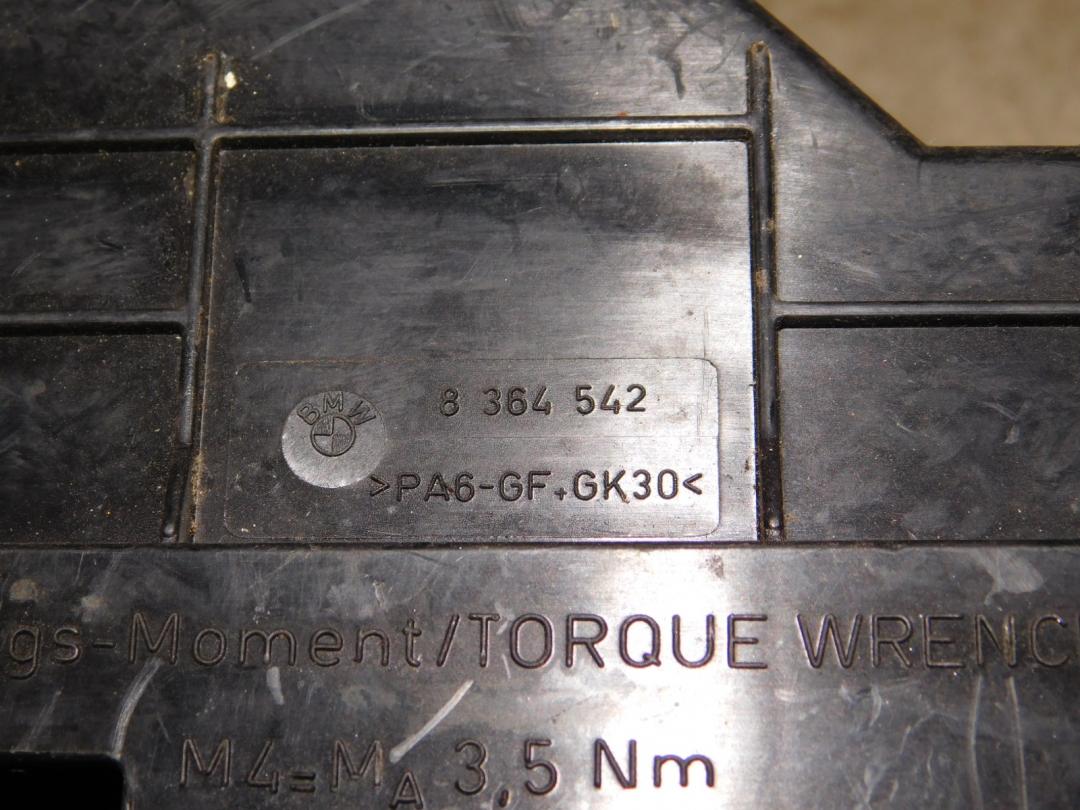 BMW
8 364 542
>PA6-GF+GK30<
gs-Moment/TORQUE WRENC
M4=MA 3,5 Nm